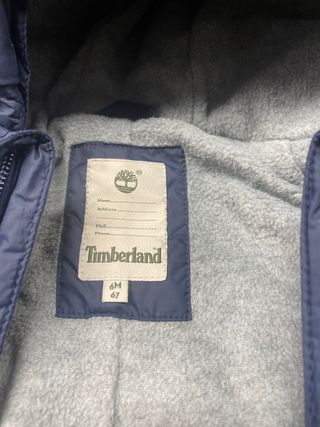 ®
Name
Address
Mail
Phone
Timberland
6M
67